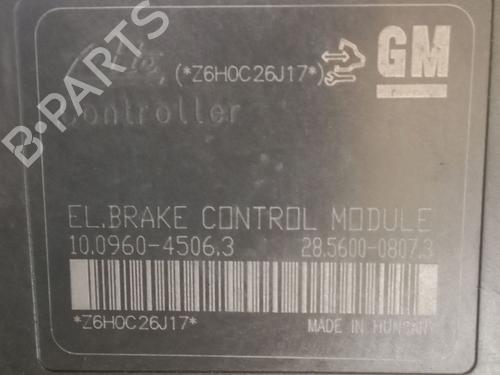 Ate
(*Z6H0C26J17*)
GM
Controller
B-PARTS
EL.BRAKE CONTROL MODULE
10.0960-4506.3 28.5600-0807.3
*Z6H0C26J17* MADE IN HUNGARY